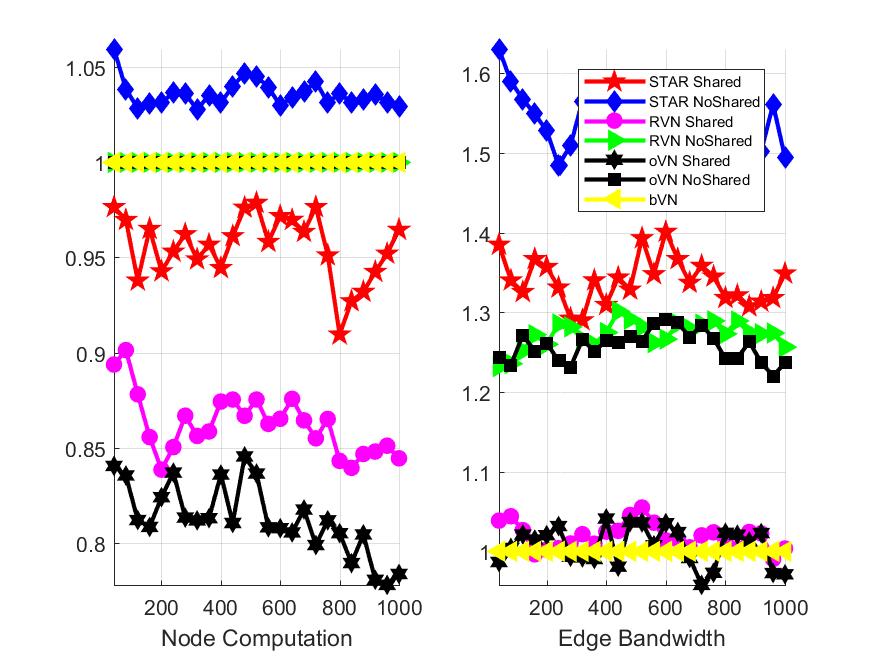 1.05
1
0.95
0.9
0.85
0.8
200 400 600 800 1000
Node Computation
1.6
1.5
1.4
1.3
1.2
1.1
1
200 400 600 800 1000
Edge Bandwidth
STAR Shared
STAR NoShared
RVN Shared
RVN NoShared
oVN Shared
oVN NoShared
bVN